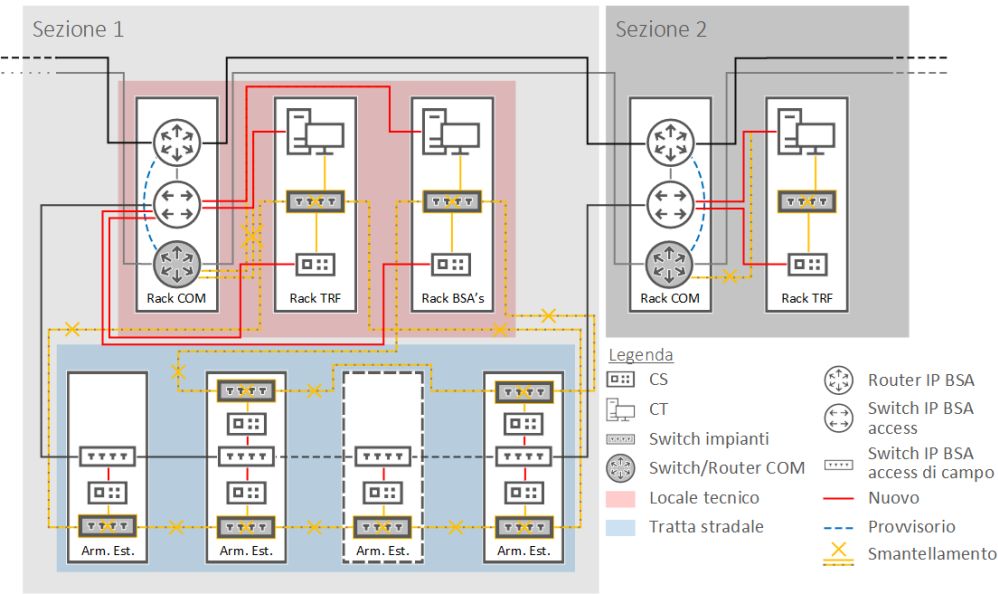 Sezione 1
Sezione 2
Rack COM
Rack TRF
Rack BSA's
Rack COM
Rack TRF
Arm. Est.
Arm. Est.
Arm. Est.
Arm. Est.
Legenda
CS
CT
Switch impianti
Switch/Router COM
Locale tecnico
Tratta stradale
Router IP BSA
Switch IP BSA
access
Switch IP BSA
access di campo
Nuovo
Provvisorio
Smantellamento